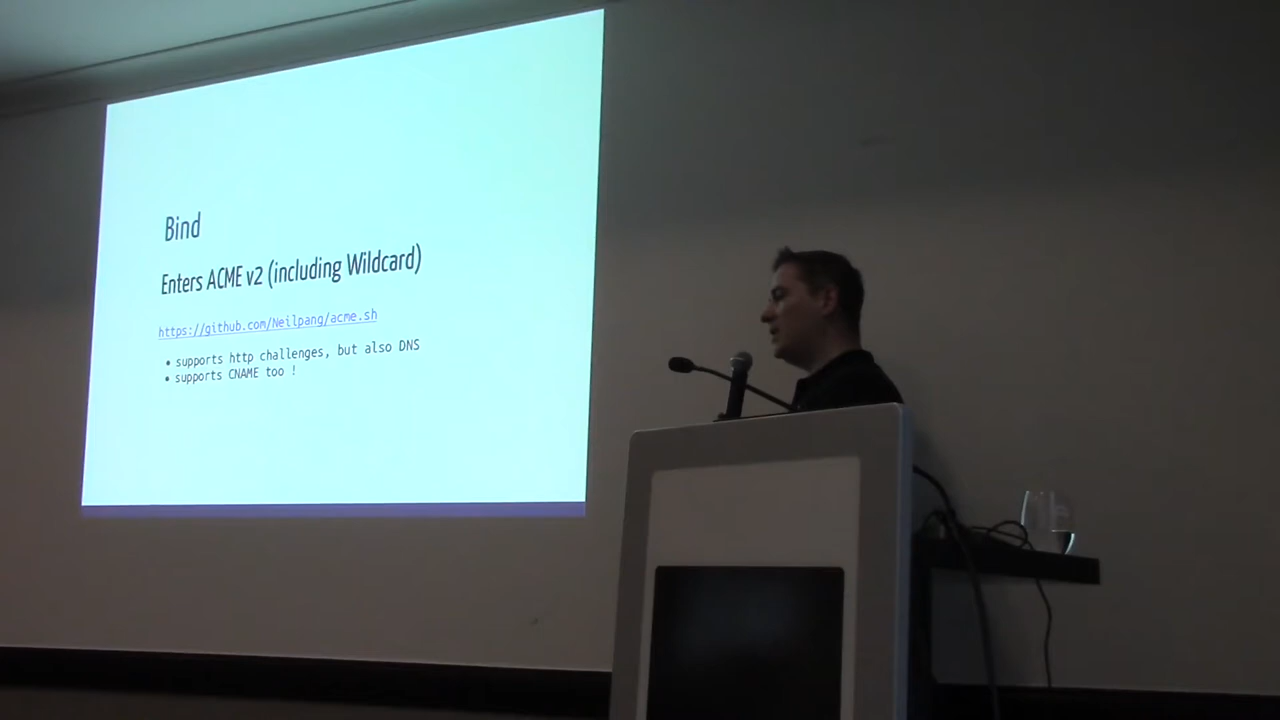 Bind
Enters ACME v2 (including Wildcard)
https://github.com/Neilpang/acme.sh
• supports http challenges, but also DNS
• supports CNAME too !